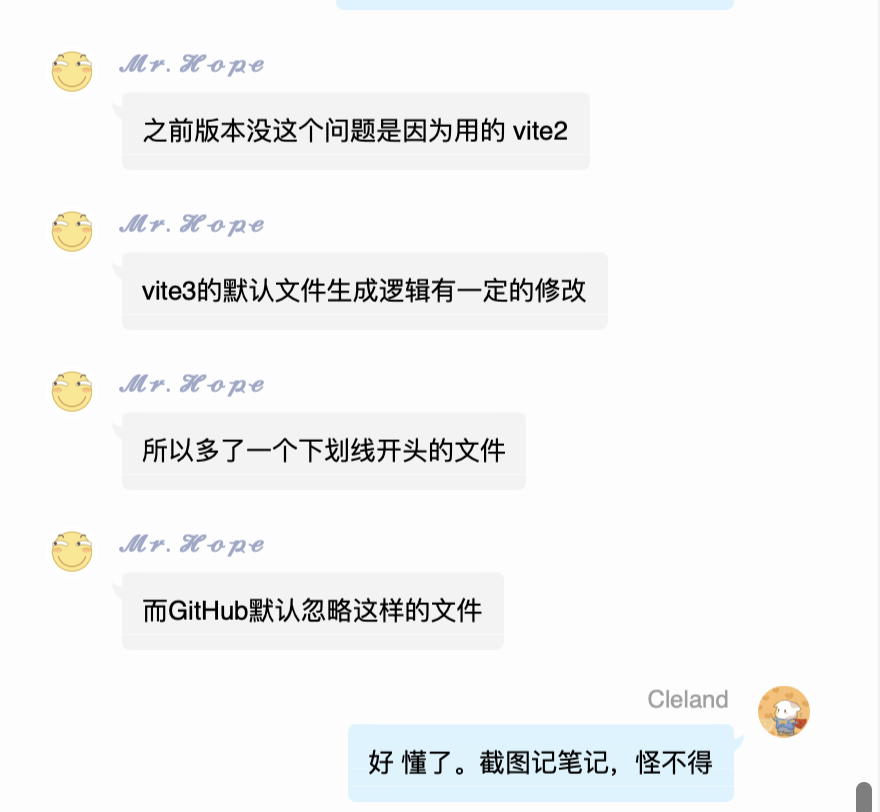 Mr. Hope
之前版本没这个问题是因为用的 vite2
Mr. Hope
vite3的默认文件生成逻辑有一定的修改
Mr. Hope
所以多了一个下划线开头的文件
Mr. Hope
而GitHub默认忽略这样的文件
Cleland
好 懂了。截图记笔记，怪不得